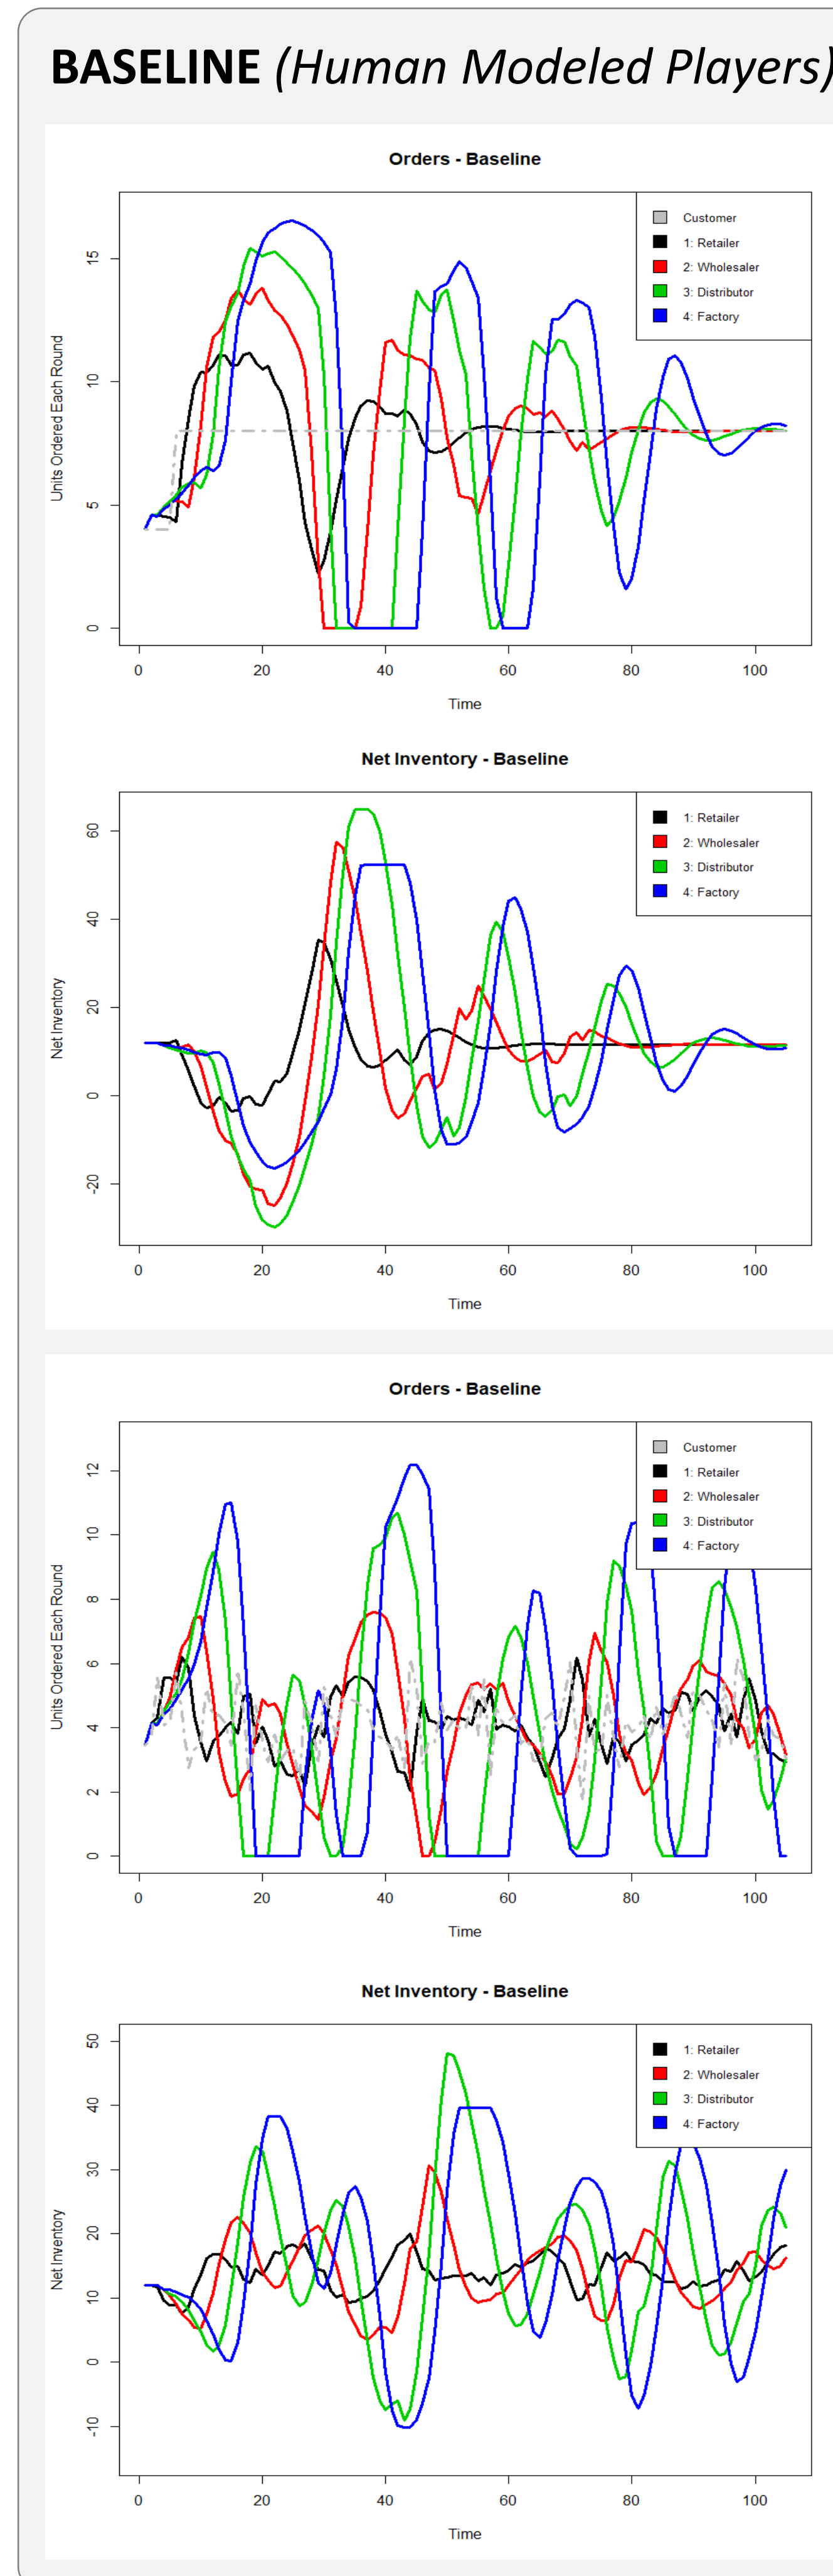 BASELINE (Human Modeled Players)
Orders - Baseline
Customer
1: Retailer
2: Wholesaler
3: Distributor
4: Factory
Units Ordered Each Round
15
10
5
0
0 20 40 60 80 100
Time
Net Inventory - Baseline
1: Retailer
2: Wholesaler
3: Distributor
4: Factory
Net Inventory
60
40
20
0
-20
0 20 40 60 80 100
Time
Orders - Baseline
Customer
1: Retailer
2: Wholesaler
3: Distributor
4: Factory
Units Ordered Each Round
12
10
8
6
4
2
0
0 20 40 60 80 100
Time
Net Inventory - Baseline
1: Retailer
2: Wholesaler
3: Distributor
4: Factory
Net Inventory
50
40
30
20
10
0
-10
0 20 40 60 80 100
Time